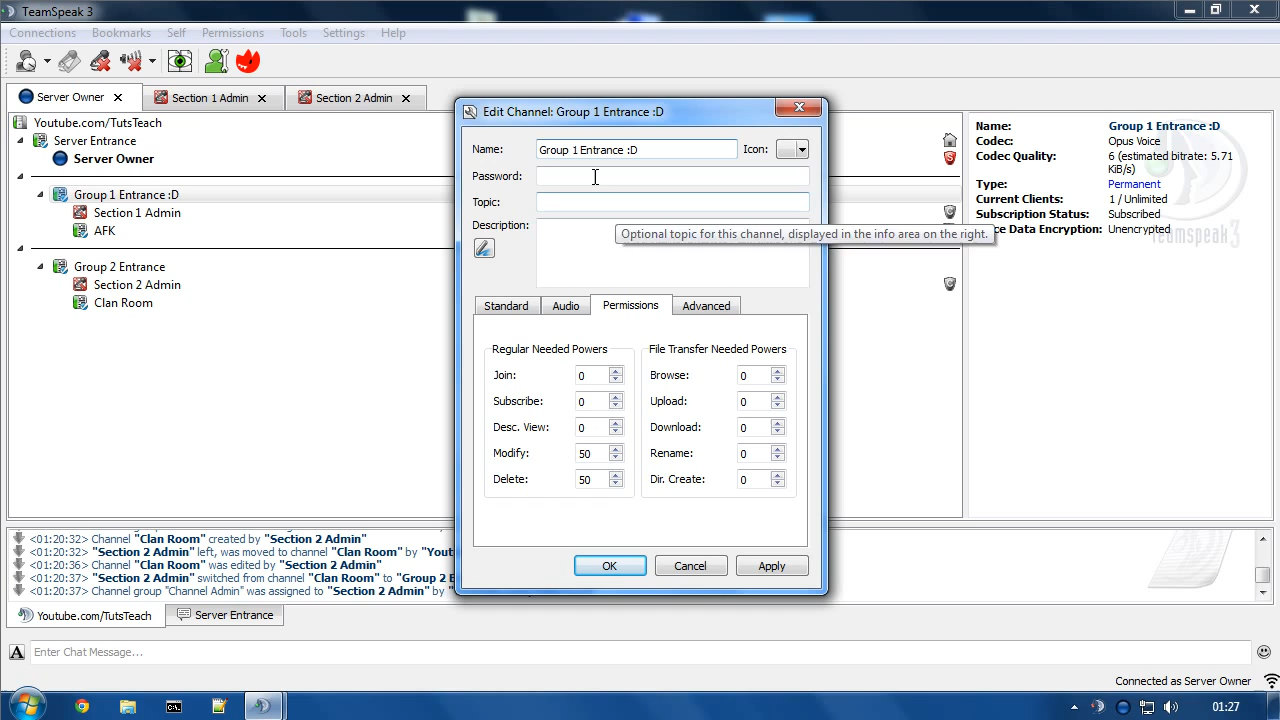 TeamSpeak 3
Connections Bookmarks Self Permissions Tools Settings Help
Server Owner Section 1 Admin Section 2 Admin
Youtube.com/TutsTeach
Server Entrance
Server Owner
Group 1 Entrance :D
Section 1 Admin
AFK
Group 2 Entrance
Section 2 Admin
Clan Room
Edit Channel: Group 1 Entrance :D
Name: Group 1 Entrance :D Icon:
Password:
Topic:
Description:
Optional topic for this channel, displayed in the info area on the right.
Standard Audio Permissions Advanced
Regular Needed Powers
Join: 0
Subscribe: 0
Desc. View: 0
Modify: 50
Delete: 50
File Transfer Needed Powers
Browse: 0
Upload: 0
Download: 0
Rename: 0
Dir. Create: 0
OK Cancel Apply
Name: Group 1 Entrance :D
Codec: Opus Voice
Codec Quality: 6 (estimated bitrate: 5.71
KiB/s)
Type: Permanent
Current Clients: 1 / Unlimited
Subscription Status: Subscribed
Data Encryption: Unencrypted
Teamspeak 3
<01:20:32> Channel "Clan Room" created by "Section 2 Admin"
<01:20:32> "Section 2 Admin" left, was moved to channel "Clan Room" by "Yout
<01:20:36> Channel "Clan Room" was edited by "Section 2 Admin"
<01:20:37> "Section 2 Admin" switched from channel "Clan Room" to "Group 2 E
<01:20:37> Channel group "Channel Admin" was assigned to "Section 2 Admin" by "
Youtube.com/TutsTeach Server Entrance
Enter Chat Message...
Connected as Server Owner
01:27